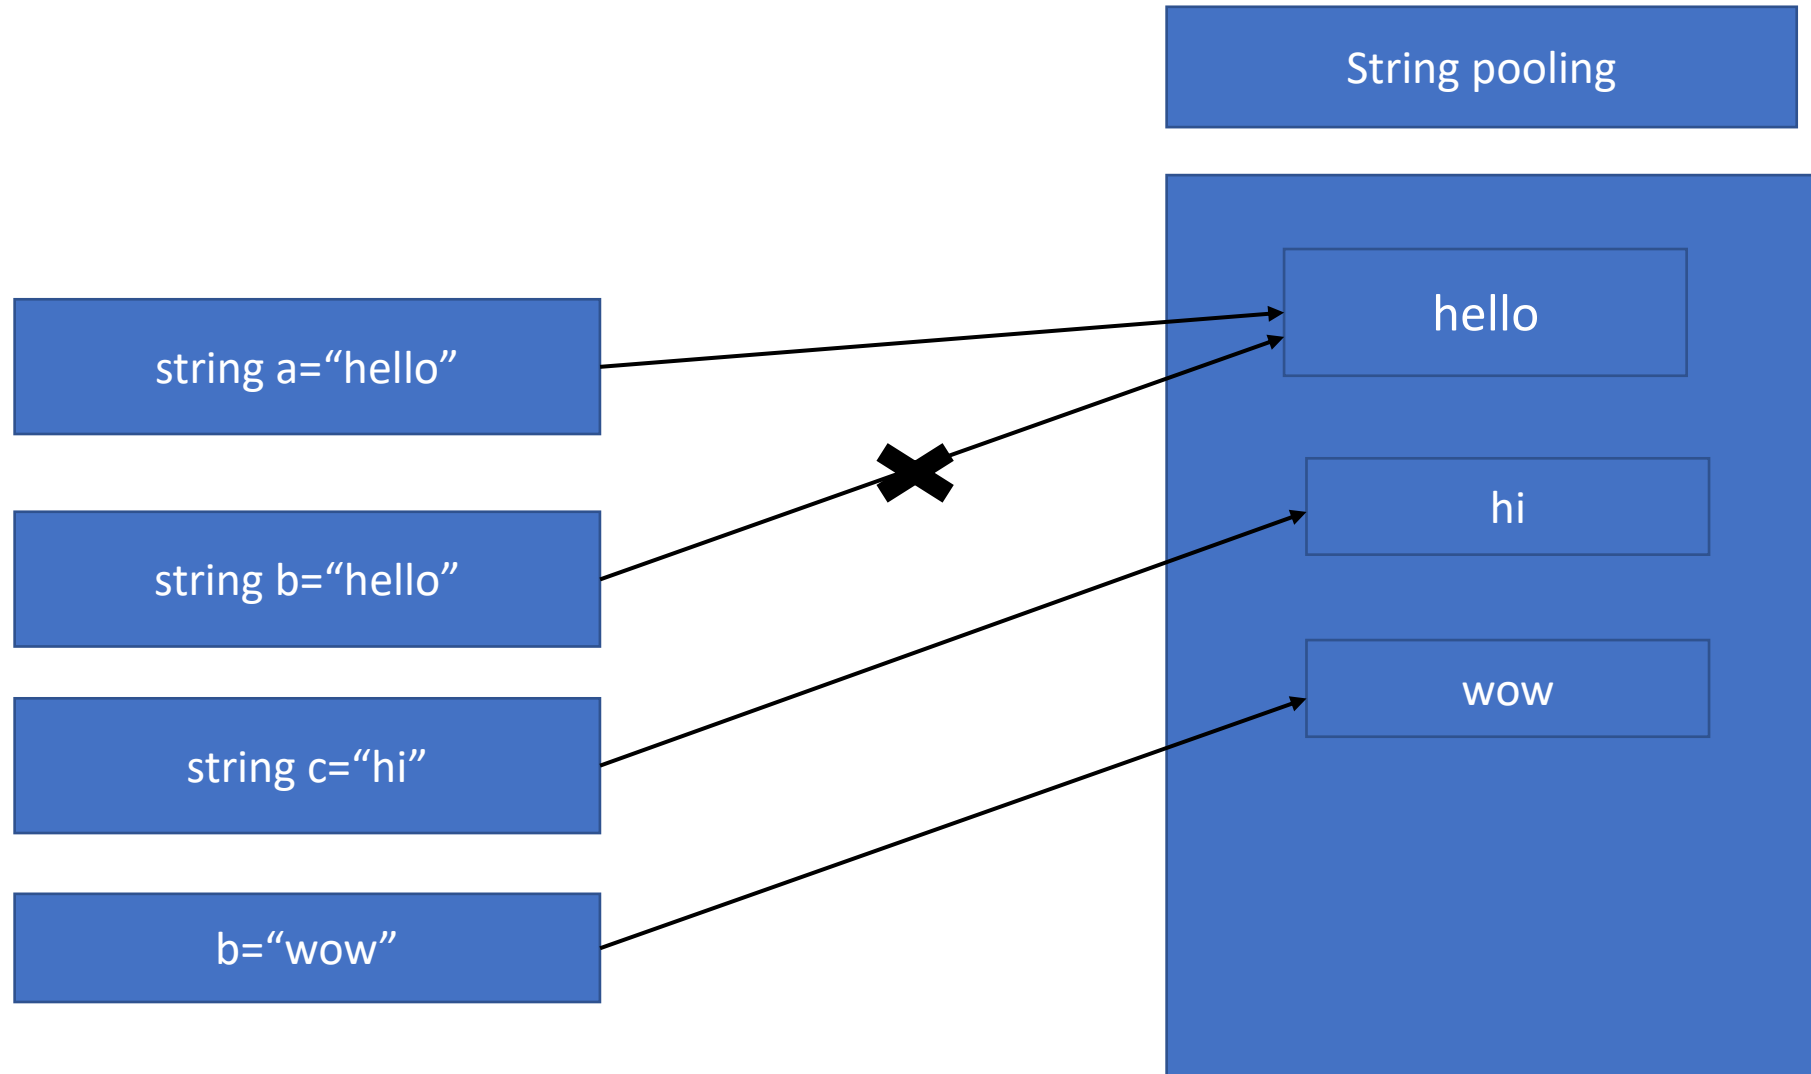 String pooling
string a=“hello”
string b=“hello”
string c=“hi”
b=“wow”
hello
hi
wow